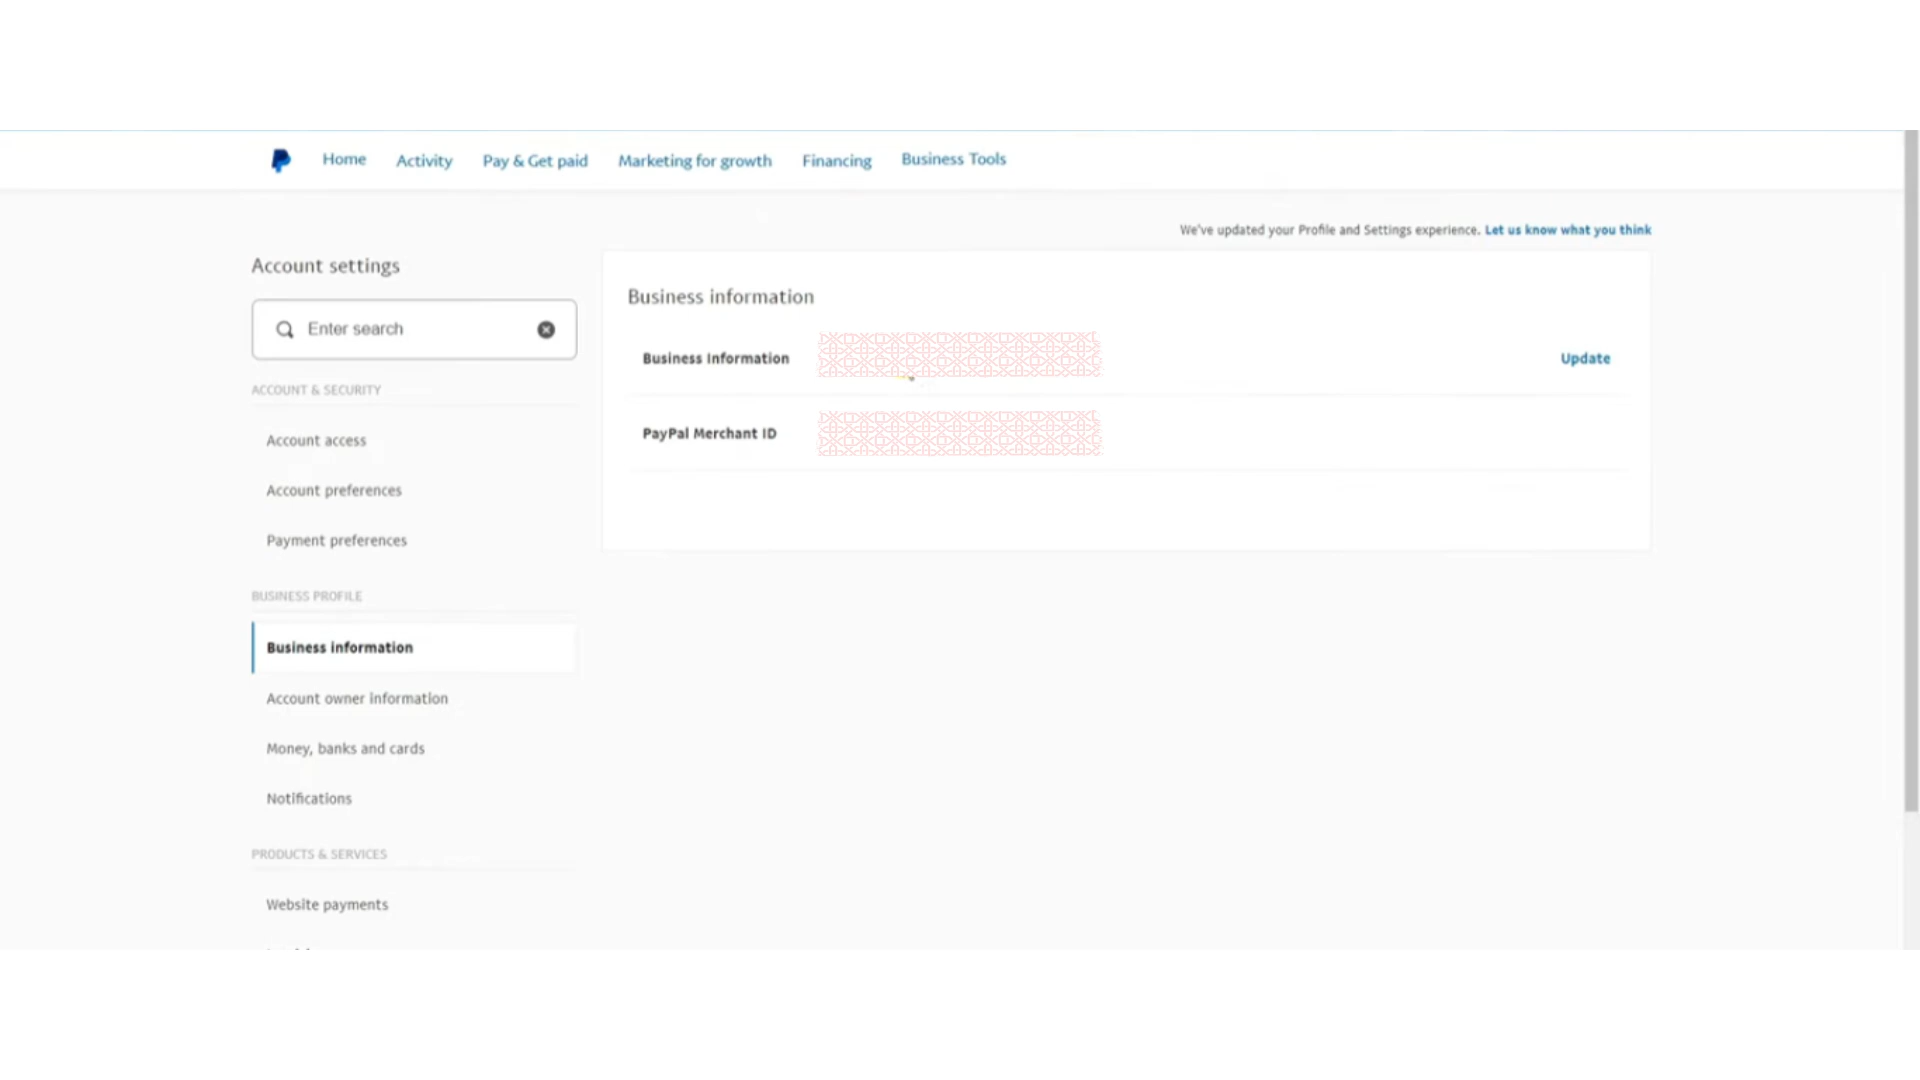 Home Activity Pay & Get paid Marketing for growth Financing Business Tools
We've updated your Profile and Settings experience. Let us know what you think
Account settings
Enter search
ACCOUNT & SECURITY
Account access
Account preferences
Payment preferences
BUSINESS PROFILE
Business information
Account owner information
Money, banks and cards
Notifications
PRODUCTS & SERVICES
Website payments
Business information
Business Information Update
PayPal Merchant ID